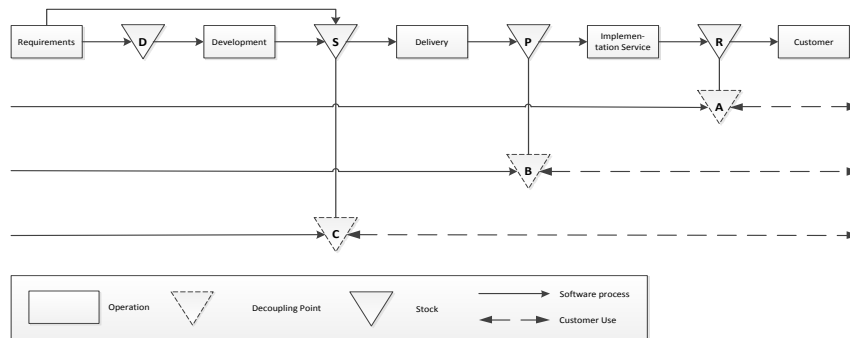 Requirements
D
Development
S
Delivery
P
Implemen-
tation Service
R
Customer
A
B
C
Operation
Decoupling Point
Stock
Software process
Customer Use